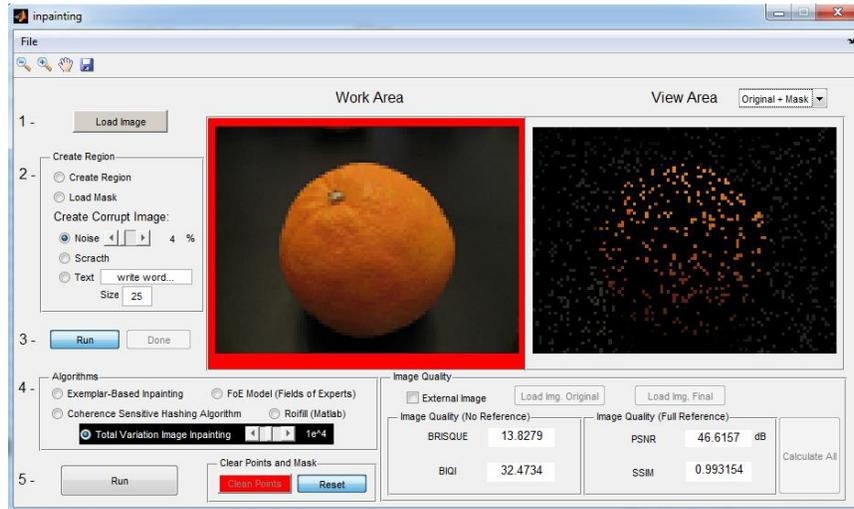 inpainting
File
Work Area
View Area
Original + Mask
1 -
Load Image
2 -
Create Region
Create Region
Load Mask
Create Corrupt Image:
Noise 4 %
Scracth
Text write word...
Size 25
3 -
Run Done
4 -
Algorithms
Exemplar-Based Inpainting
FoE Model (Fields of Experts)
Coherence Sensitive Hashing Algorithm
Roifill (Matlab)
Total Variation Image Inpainting 1e^4
5 -
Run
Clear Points and Mask
Clean Points Reset
Image Quality
External Image
Load Img. Original
Load Img. Final
Image Quality (No Reference)
BRISQUE 13.8279
BIQI 32.4734
Image Quality (Full Reference)
PSNR 46.6157 dB
SSIM 0.993154
Calculate All